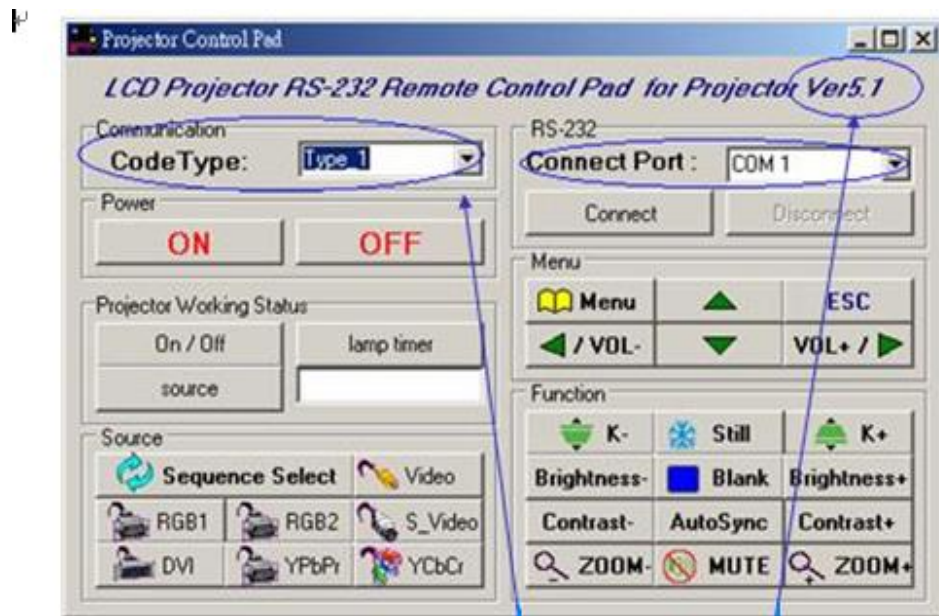 Projector Control Pad
LCD Projector RS-232 Remote Control Pad for Projector Ver5.1
Communication
CodeType: Type 1
Power
ON OFF
Projector Working Status
On / Off lamp timer
source
Source
Sequence Select Video
RGB1 RGB2 S_Video
DVI YPbPr YCbCr
RS-232
Connect Port : COM 1
Connect Disconnect
Menu
Menu ESC
/ VOL- VOL+ /
Function
K- Still K+
Brightness- Blank Brightness+
Contrast- AutoSync Contrast+
ZOOM- MUTE ZOOM+